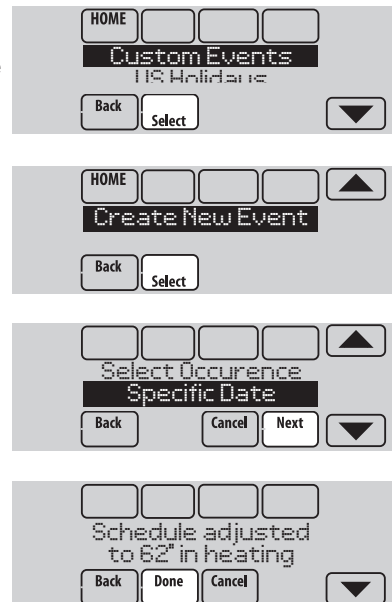 HOME
Custom Events
US Holidays
Back
Select
HOME
Create New Event
Back
Select
Select Occurence
Specific Date
Back
Cancel
Next
Schedule adjusted
to 62° in heating
Back
Done
Cancel